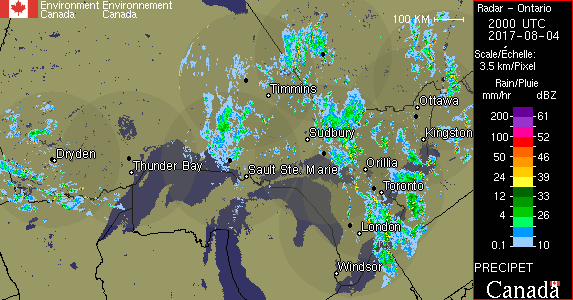 Environment Environnement
Canada Canada
100 KM
Timmins
Ottawa
Sudbury
Kingston
Dryden
Thunder Bay
Sault Ste. Marie
Orillia
Toronto
London
Windsor
Radar - Ontario
2000 UTC
2017-08-04
Scale/Échelle:
3.5 km/Pixel
Rain/Pluie
mm/hr dBZ
200 61
100 52
50 46
24 39
12 33
4 26
0.1 10
PRECIPET
Canada